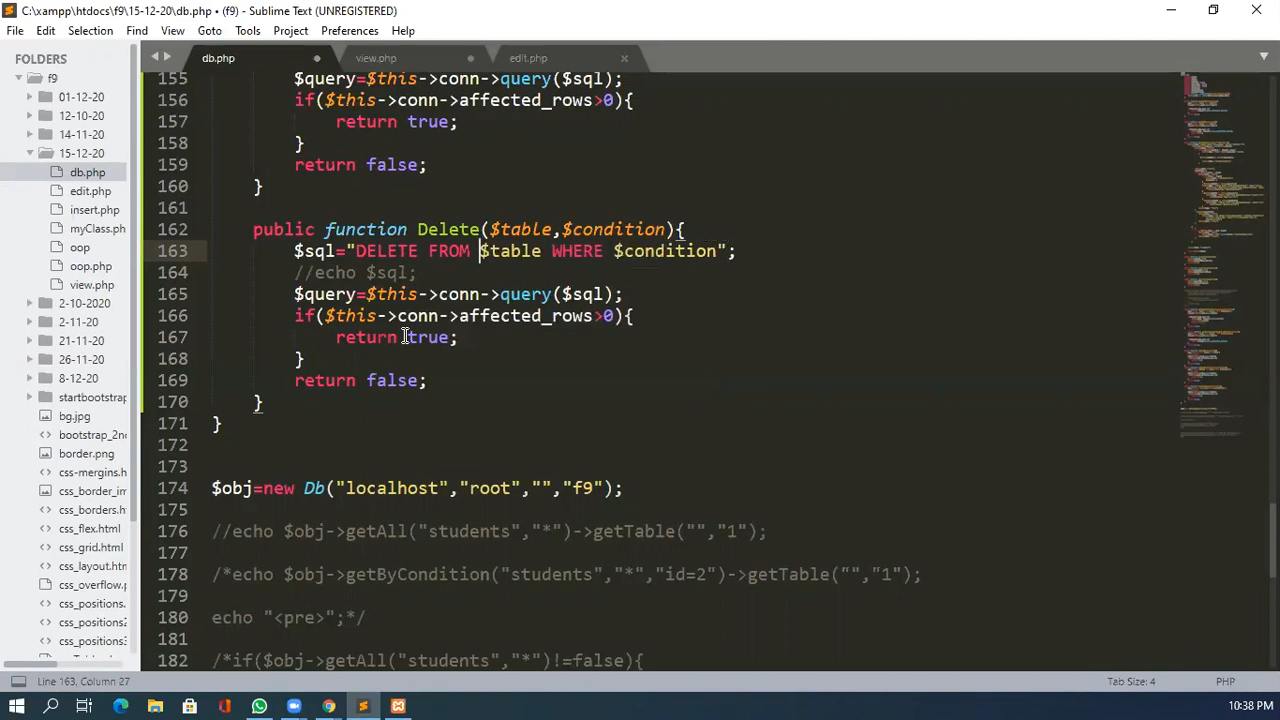 C:\xampp\htdocs\f9\15-12-20\db.php • (f9) - Sublime Text (UNREGISTERED)
File Edit Selection Find View Goto Tools Project Preferences Help
FOLDERS
f9
01-12-20
12-10-20
14-11-20
15-12-20
db.php
edit.php
insert.php
myClass.ph
oop
oop.php
view.php
2-10-2020
2-11-20
21-11-20
26-11-20
8-12-20
startbootstrap
bg.jpg
bootstrap_2nd
border.png
css-mergins.h
css_border_im
css_borders.h
css_flex.html
css_grid.html
css_layout.htm
css_overflow.p
css_positions.
css_positions2
css_positions3
db.php view.php edit.php
155 $query=$this->conn->query($sql);
156 if($this->conn->affected_rows>0){
157 return true;
158 }
159 return false;
160 }
161
162 public function Delete($table,$condition){
163 $sql="DELETE FROM $table WHERE $condition";
164 //echo $sql;
165 $query=$this->conn->query($sql);
166 if($this->conn->affected_rows>0){
167 return true;
168 }
169 return false;
170 }
171 }
172
173
174 $obj=new Db("localhost","root","","f9");
175
176 //echo $obj->getAll("students","*")->getTable("","1");
177
178 /*echo $obj->getByCondition("students","*","id=2")->getTable("","1");
179
180 echo "<pre>";*/
181
182 /*if($obj->getAll("students","*")!=false){
Line 163, Column 27 Tab Size: 4 PHP
10:38 PM